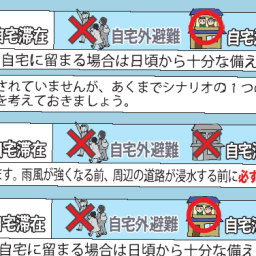 自宅滞在 自宅外避難 自宅
自宅に留まる場合は日頃から十分な備え
されていませんが、あくまでシナリオの1つ
を考えておきましょう。
宅滞在 自宅外避難 自宅
ます。雨風が強くなる前、周辺の道路が浸水する前に必ず
宅滞在 自宅外避難 自宅
自宅に留まる場合は日頃から十分な備え